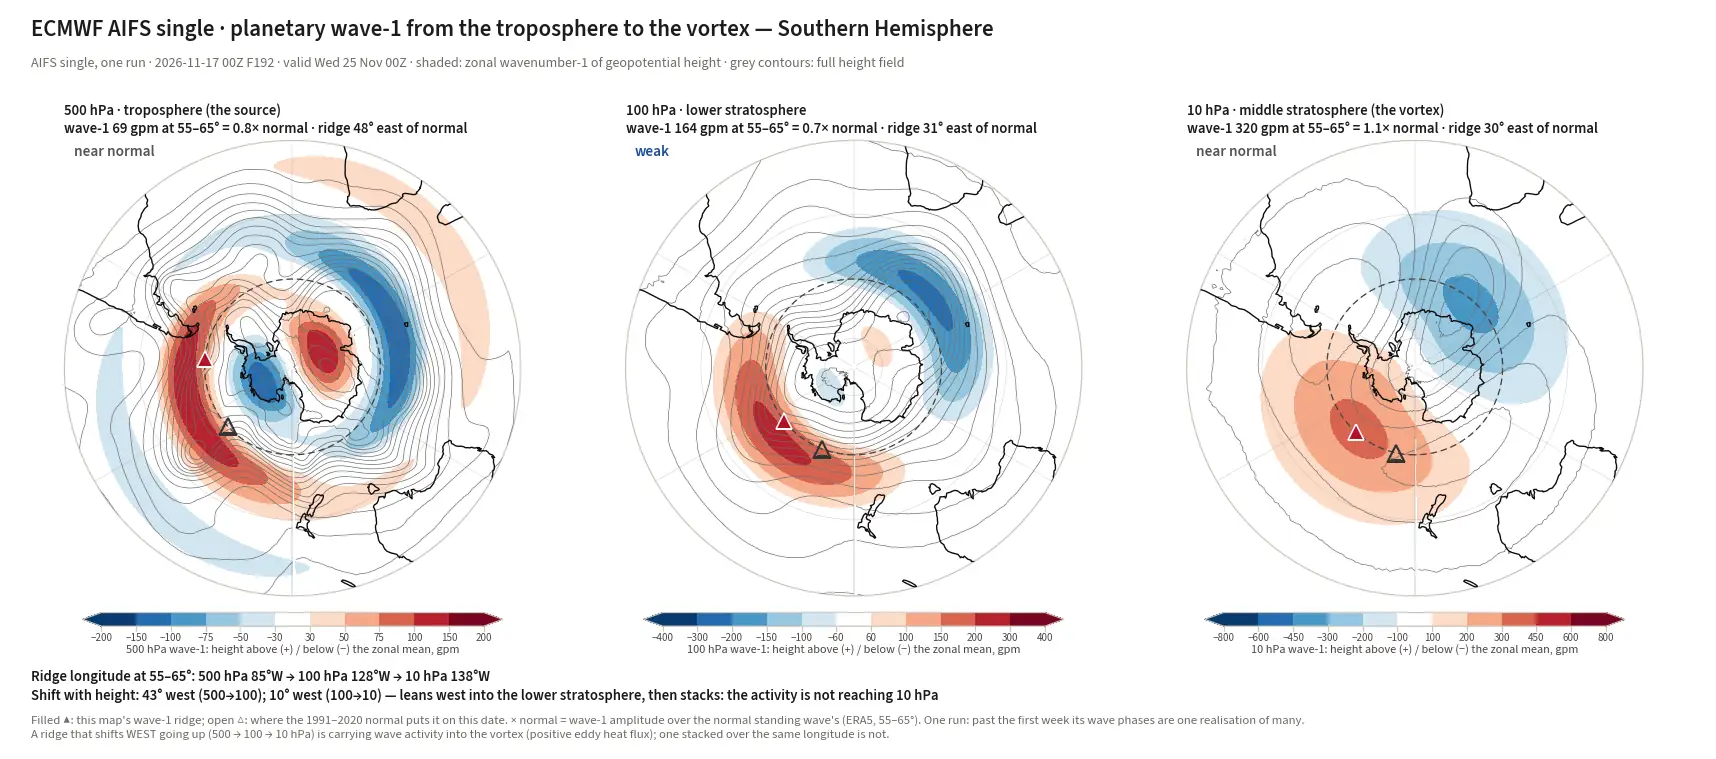 ECMWF AIFS single · planetary wave-1 from the troposphere to the vortex — Southern Hemisphere
AIFS single, one run · 2026-11-17 00Z F192 · valid Wed 25 Nov 00Z · shaded: zonal wavenumber-1 of geopotential height · grey contours: full height field
500 hPa · troposphere (the source)
wave-1 69 gpm at 55–65° = 0.8× normal · ridge 48° east of normal
near normal
100 hPa · lower stratosphere
wave-1 164 gpm at 55–65° = 0.7× normal · ridge 31° east of normal
weak
10 hPa · middle stratosphere (the vortex)
wave-1 320 gpm at 55–65° = 1.1× normal · ridge 30° east of normal
near normal
−200 −150 −100 −75 −50 −30 30 50 75 100 150 200
500 hPa wave-1: height above (+) / below (−) the zonal mean, gpm
−400 −300 −200 −150 −100 −60 60 100 150 200 300 400
100 hPa wave-1: height above (+) / below (−) the zonal mean, gpm
−800 −600 −450 −300 −200 −100 100 200 300 450 600 800
10 hPa wave-1: height above (+) / below (−) the zonal mean, gpm
Ridge longitude at 55–65°: 500 hPa 85°W → 100 hPa 128°W → 10 hPa 138°W
Shift with height: 43° west (500→100); 10° west (100→10) — leans west into the lower stratosphere, then stacks: the activity is not reaching 10 hPa
Filled ▲: this map's wave-1 ridge; open △: where the 1991–2020 normal puts it on this date. × normal = wave-1 amplitude over the normal standing wave's (ERA5, 55–65°). One run: past the first week its wave phases are one realisation of many.
A ridge that shifts WEST going up (500 → 100 → 10 hPa) is carrying wave activity into the vortex (positive eddy heat flux); one stacked over the same longitude is not.